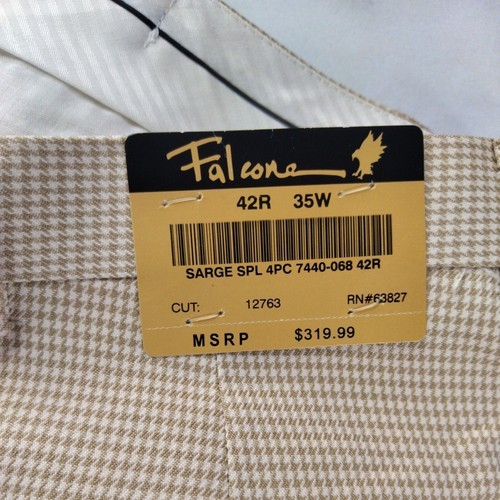 Falcone
42R 35W
SARGE SPL 4PC 7440-068 42R
CUT: 12763 RN#63827
MSRP $319.99